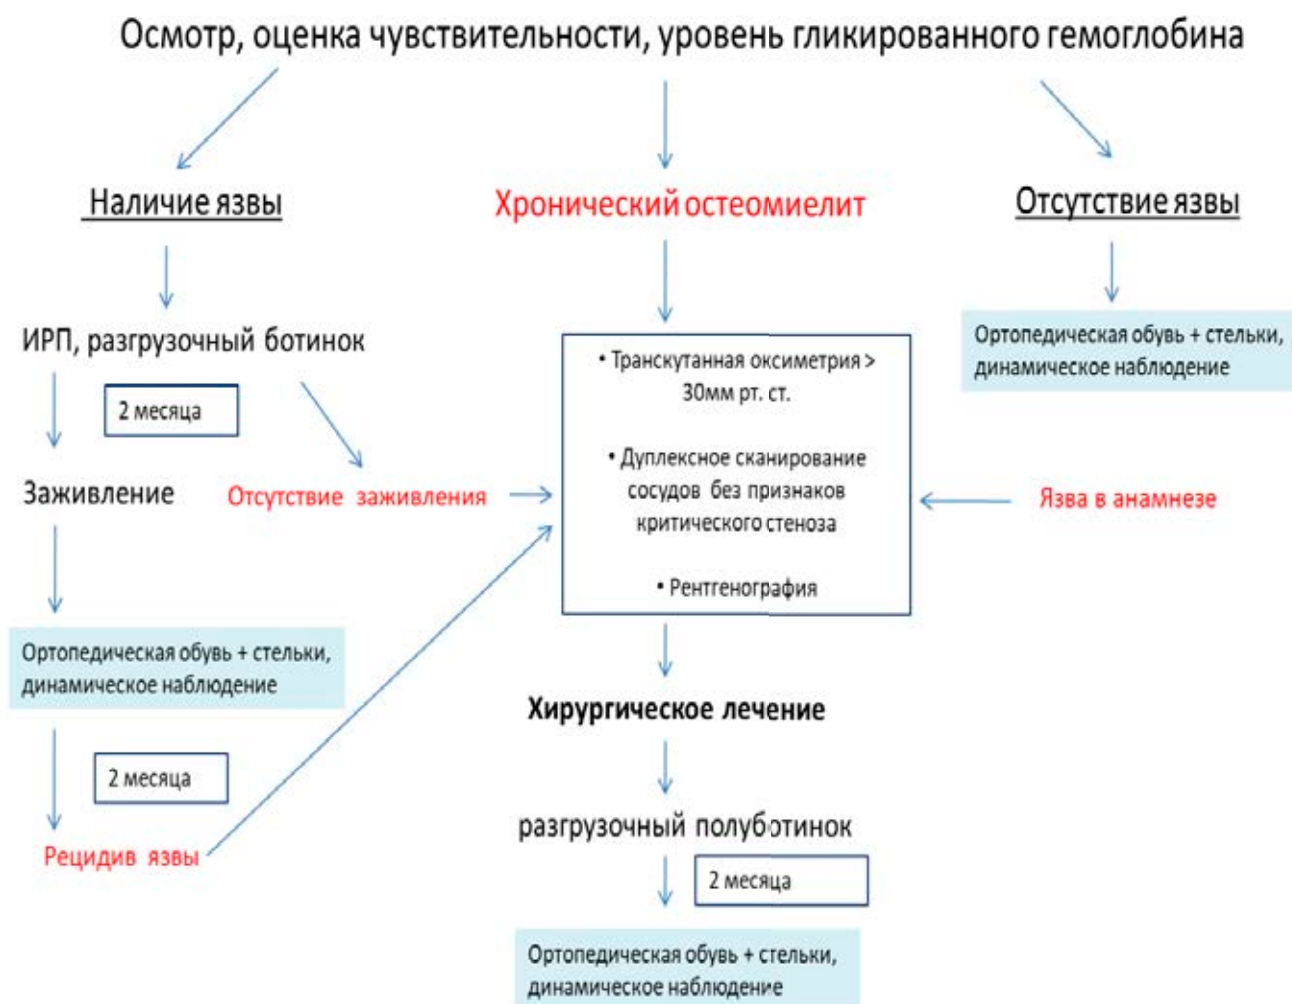 Осмотр, оценка чувствительности, уровень гликированного гемоглобина
Наличие язвы
Хронический остеомиелит
Отсутствие язвы
ИРП, разгрузочный ботинок
2 месяца
Заживление
Отсутствие заживления
Ортопедическая обувь + стельки,
динамическое наблюдение
2 месяца
Рецидив язвы
• Транскутанная оксиметрия >
30мм рт. ст.
• Дуплексное сканирование
сосудов без признаков
критического стеноза
• Рентгенография
Хирургическое лечение
разгрузочный полуботинок
2 месяца
Ортопедическая обувь + стельки,
динамическое наблюдение
Ортопедическая обувь + стельки,
динамическое наблюдение
Язва в анамнезе